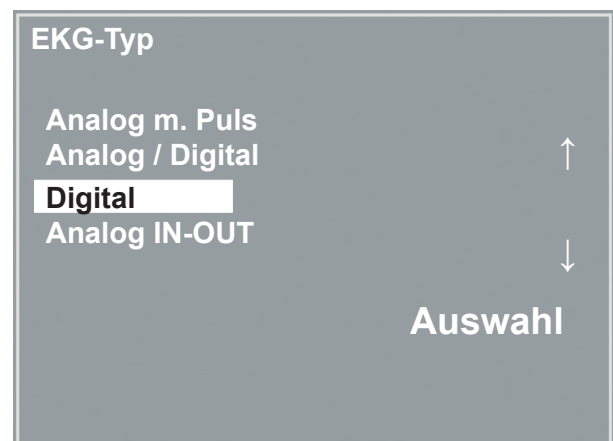 EKG-Typ
Analog m. Puls
Analog / Digital
↑
Digital
Analog IN-OUT
↓
Auswahl